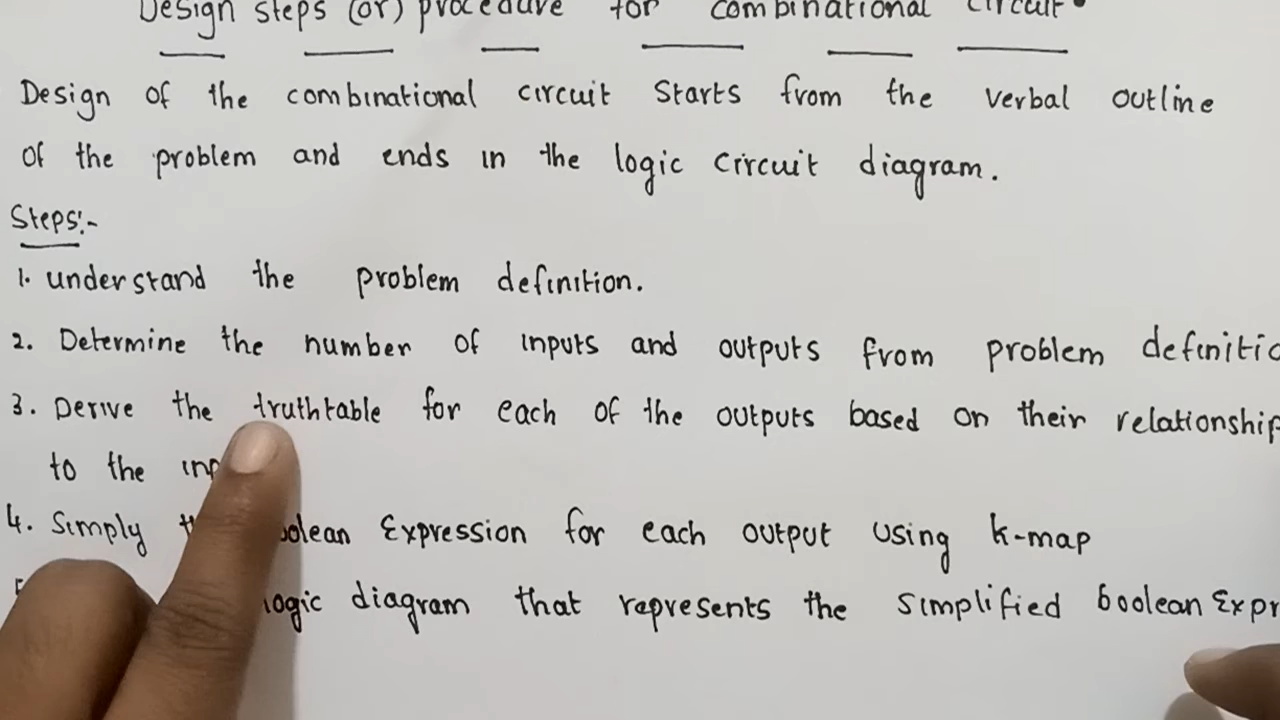 Design steps (or) procedure for combinational circuit
Design of the combinational circuit starts from the verbal outline
of the problem and ends in the logic circuit diagram.
Steps:-
1. understand the problem definition.
2. Determine the number of inputs and outputs from problem
3. Derive the truthtable for each of the outputs based on their relationship
to the
4. Simply Expression for each output using k-map
logic diagram that represents the simplified boolean